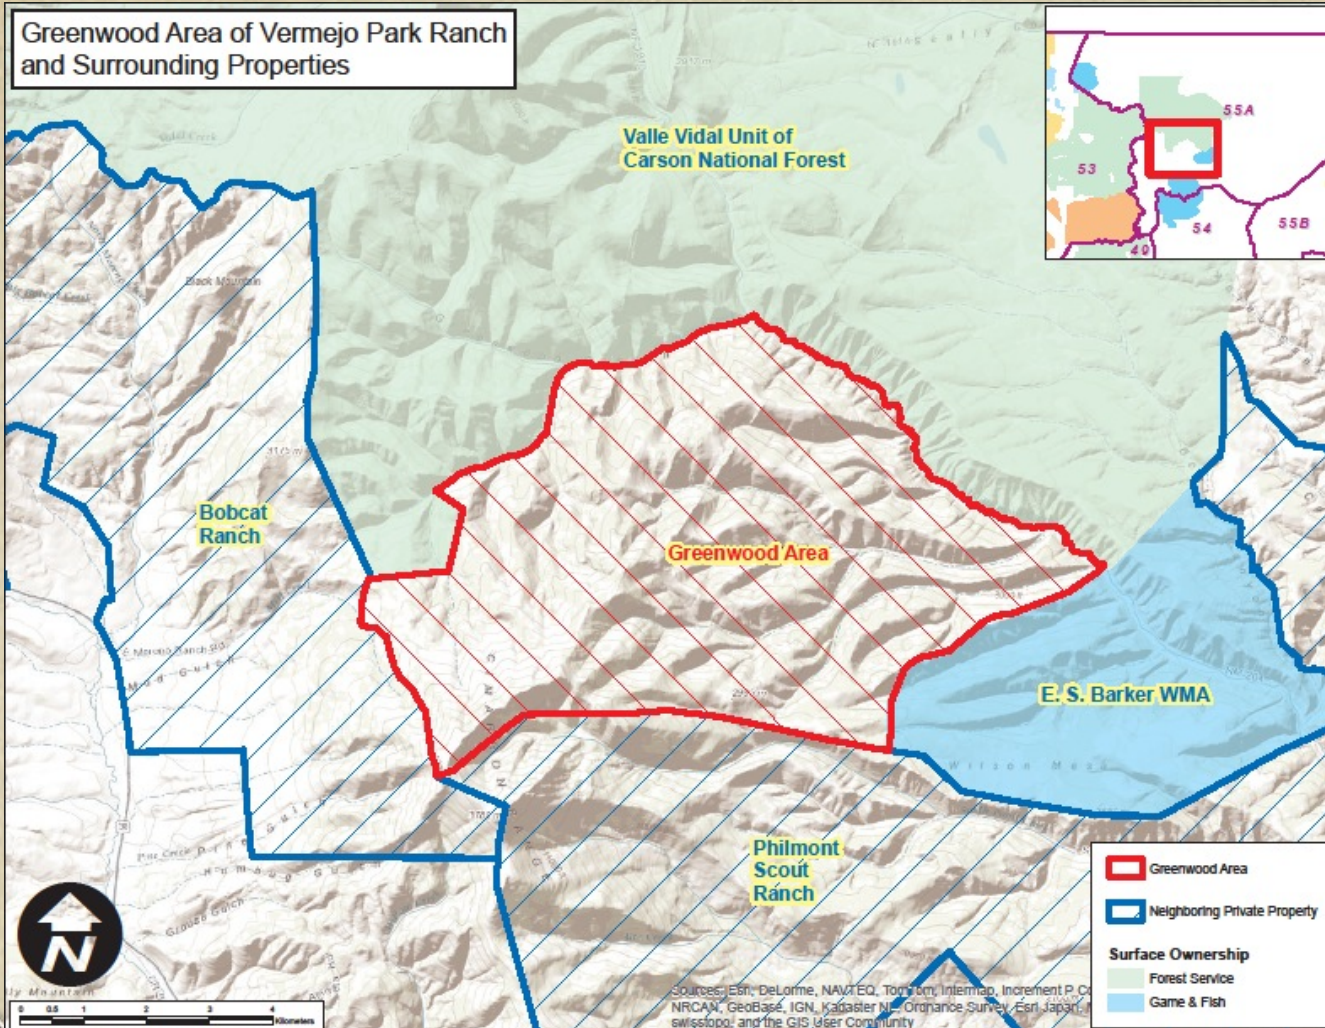 Greenwood Area of Vermejo Park Ranch
and Surrounding Properties
55A
53
54
55B
49
Valle Vidal Unit of
Carson National Forest
Black Mountain
3175 m
Bobcat
Ranch
Greenwood Area
Mud Gulch
E. S. Barker WMA
Wilson Mesa
Philmont
Scout
Ranch
N
0 0.5 1 2 3 4
Kilometers
Greenwood Area
Neighboring Private Property
Surface Ownership
Forest Service
Game & Fish
Sources: Esri, DeLorme, NAVTEQ, TomTom, Intermap, increment P
NRCAN, GeoBase, IGN, Kadaster NL, Ordnance Survey, Esri Japan,
swisstopo, and the GIS User Community